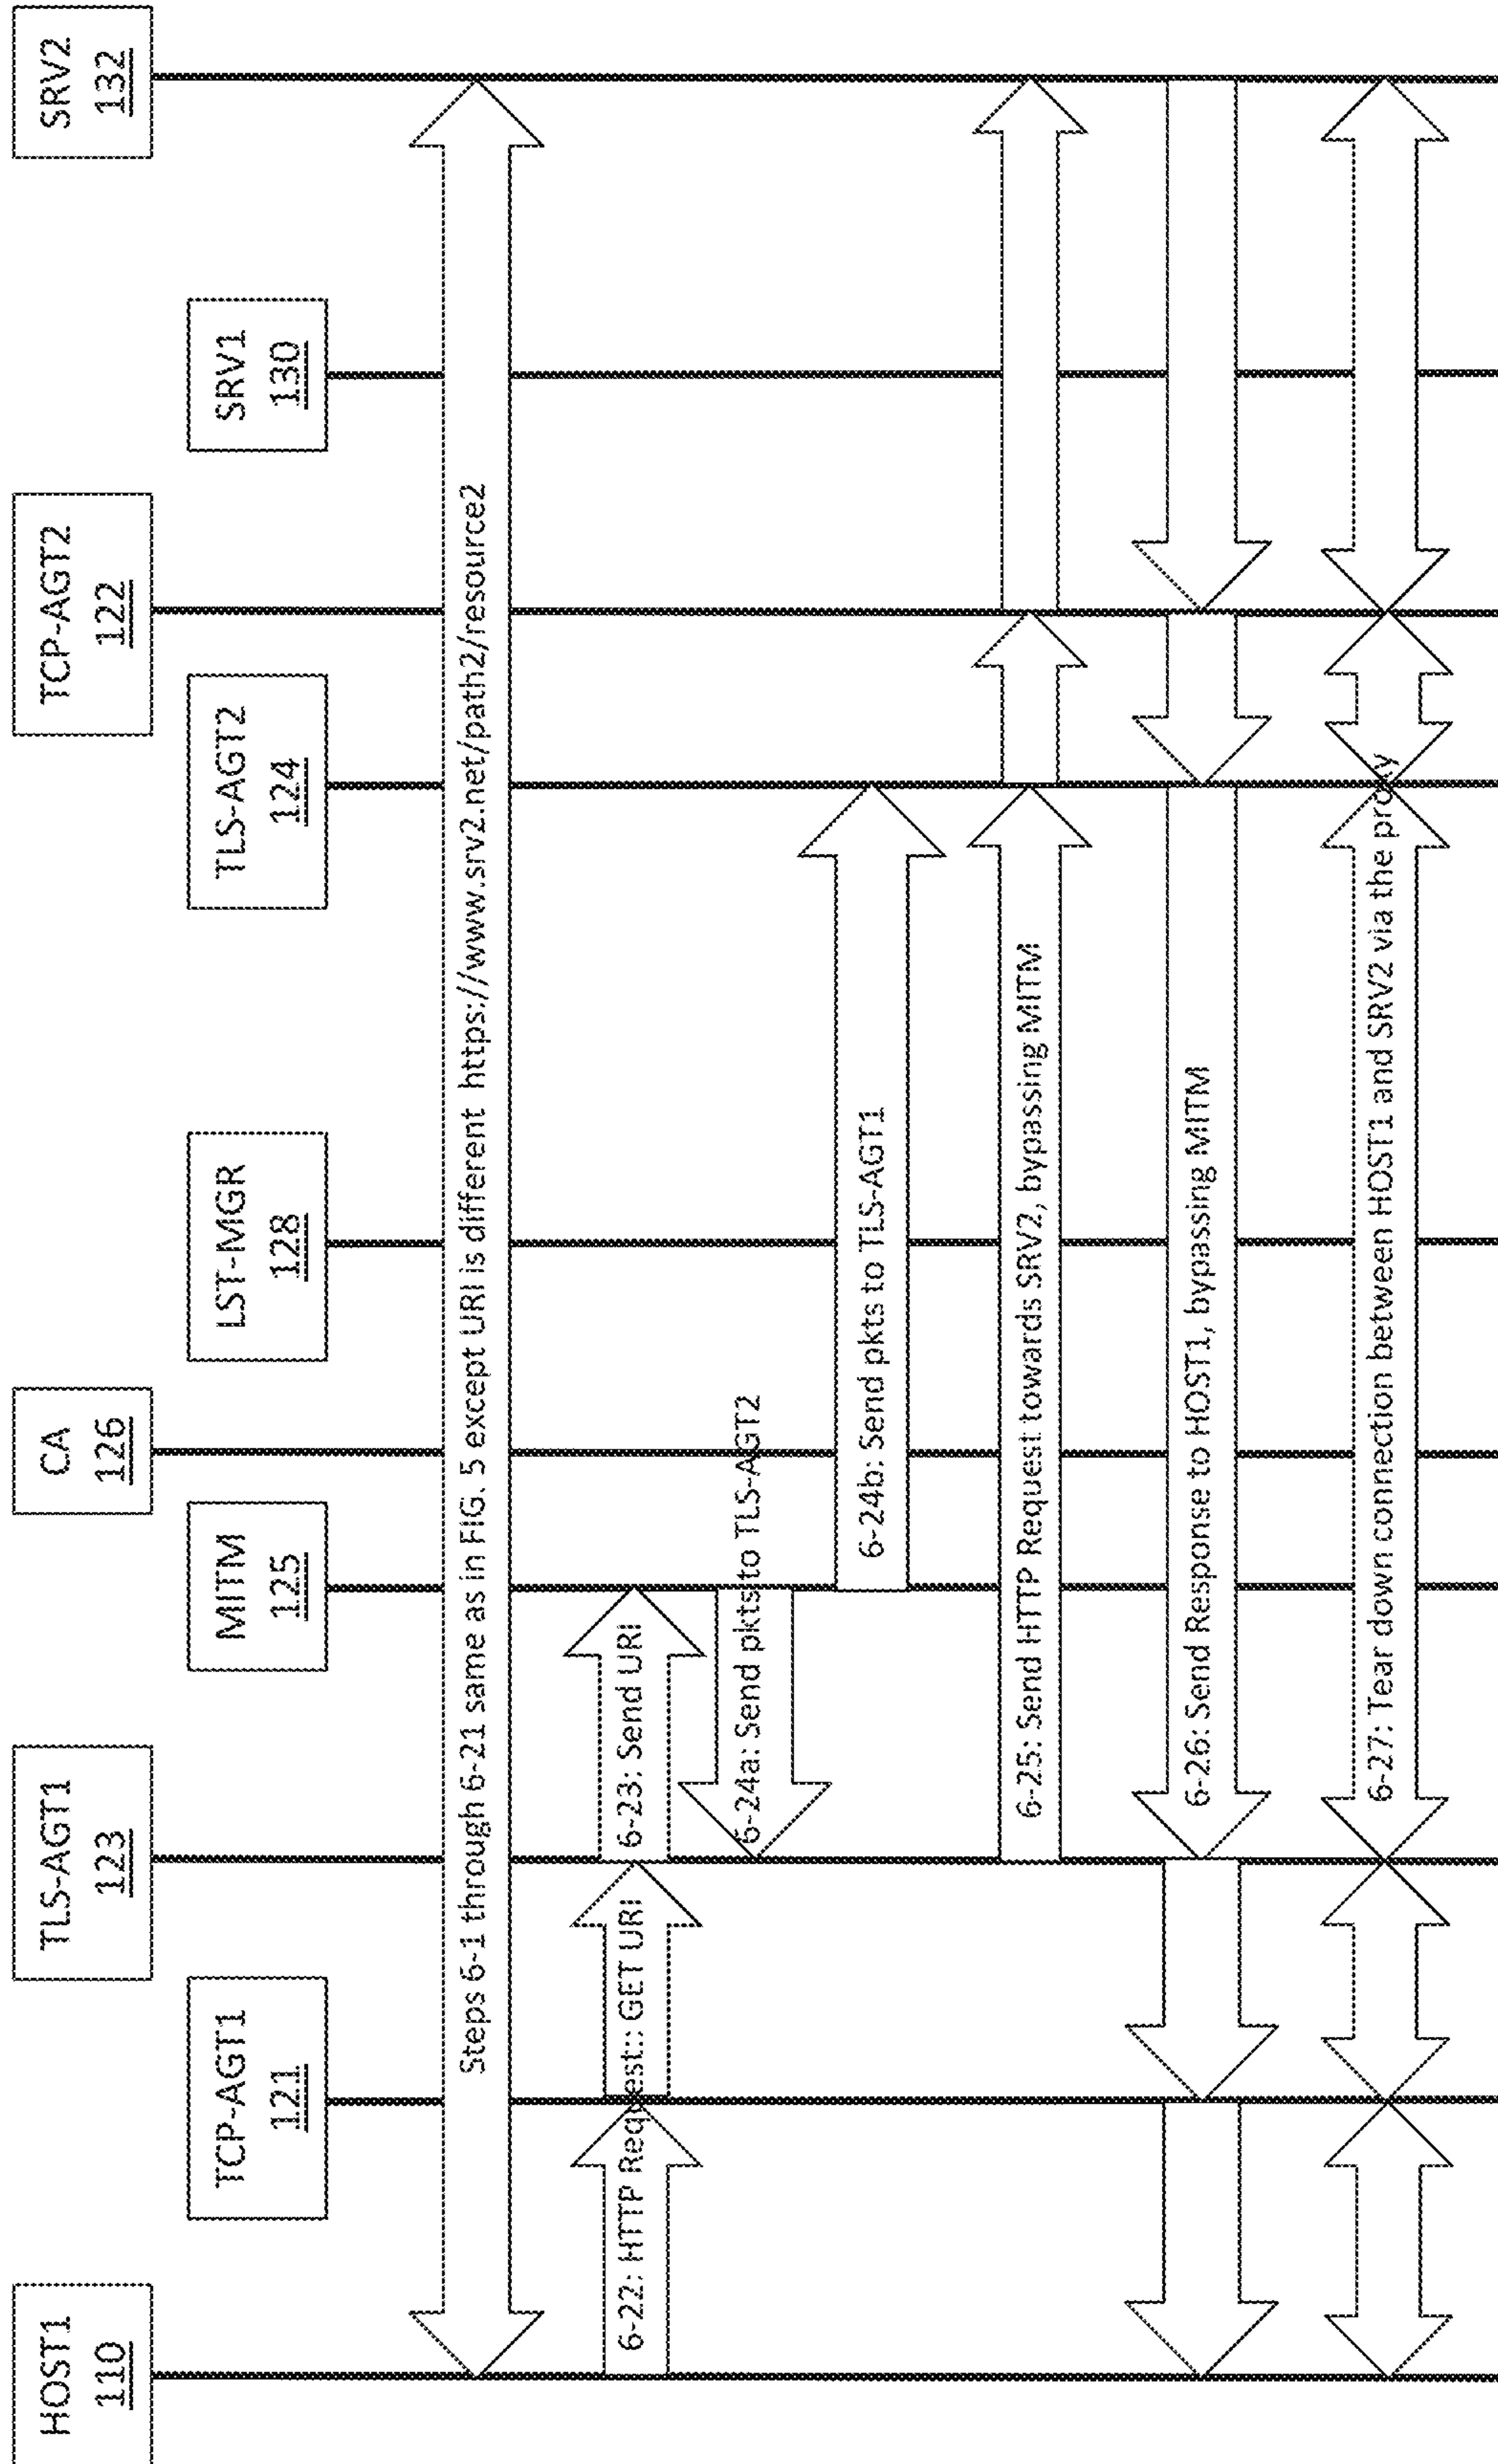 HOST1
110
TCP-AGT1
121
TLS-AGT1
123
MITM
125
CA
126
LST-MGR
128
TLS-AGT2
124
TCP-AGT2
122
SRV1
130
SRV2
132
Steps 6-1 through 6-21 same as in FIG. 5 except URI is different https://www.srv2.net/path2/resource2
6-22: HTTP Request:: GET URI
6-23: Send URI
6-24a: Send pkts to TLS-AGT2
6-24b: Send pkts to TLS-AGT1
6-25: Send HTTP Request towards SRV2, bypassing MITM
6-26: Send Response to HOST1, bypassing MITM
6-27: Tear down connection between HOST1 and SRV2 via the proxy